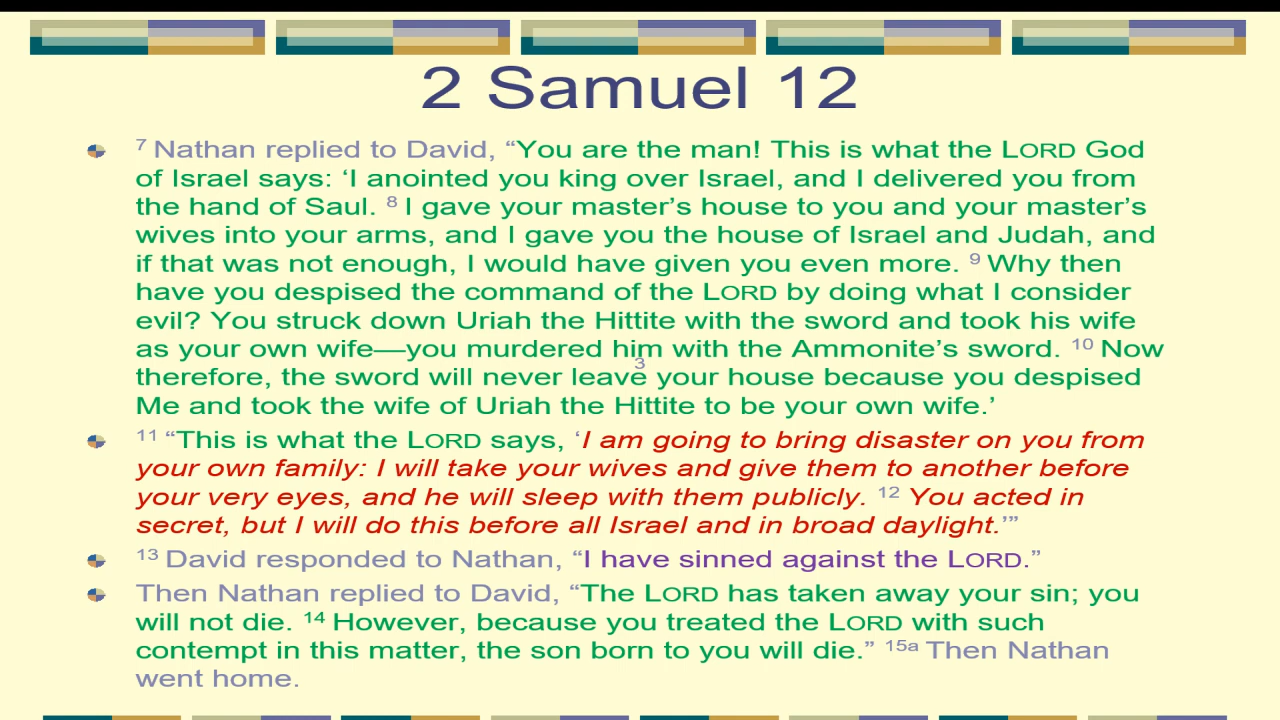 2 Samuel 12
7 Nathan replied to David, “You are the man! This is what the LORD God
of Israel says: ‘I anointed you king over Israel, and I delivered you from
the hand of Saul. 8 I gave your master’s house to you and your master’s
wives into your arms, and I gave you the house of Israel and Judah, and
if that was not enough, I would have given you even more. 9 Why then
have you despised the command of the LORD by doing what I consider
evil? You struck down Uriah the Hittite with the sword and took his wife
as your own wife—you murdered him with the Ammonite’s sword. 10 Now
3
therefore, the sword will never leave your house because you despised
Me and took the wife of Uriah the Hittite to be your own wife.’
11 “This is what the LORD says, ‘I am going to bring disaster on you from
your own family: I will take your wives and give them to another before
your very eyes, and he will sleep with them publicly. 12 You acted in
secret, but I will do this before all Israel and in broad daylight.’”
13 David responded to Nathan, “I have sinned against the LORD.”
Then Nathan replied to David, “The LORD has taken away your sin; you
will not die. 14 However, because you treated the LORD with such
contempt in this matter, the son born to you will die.” 15a Then Nathan
went home.